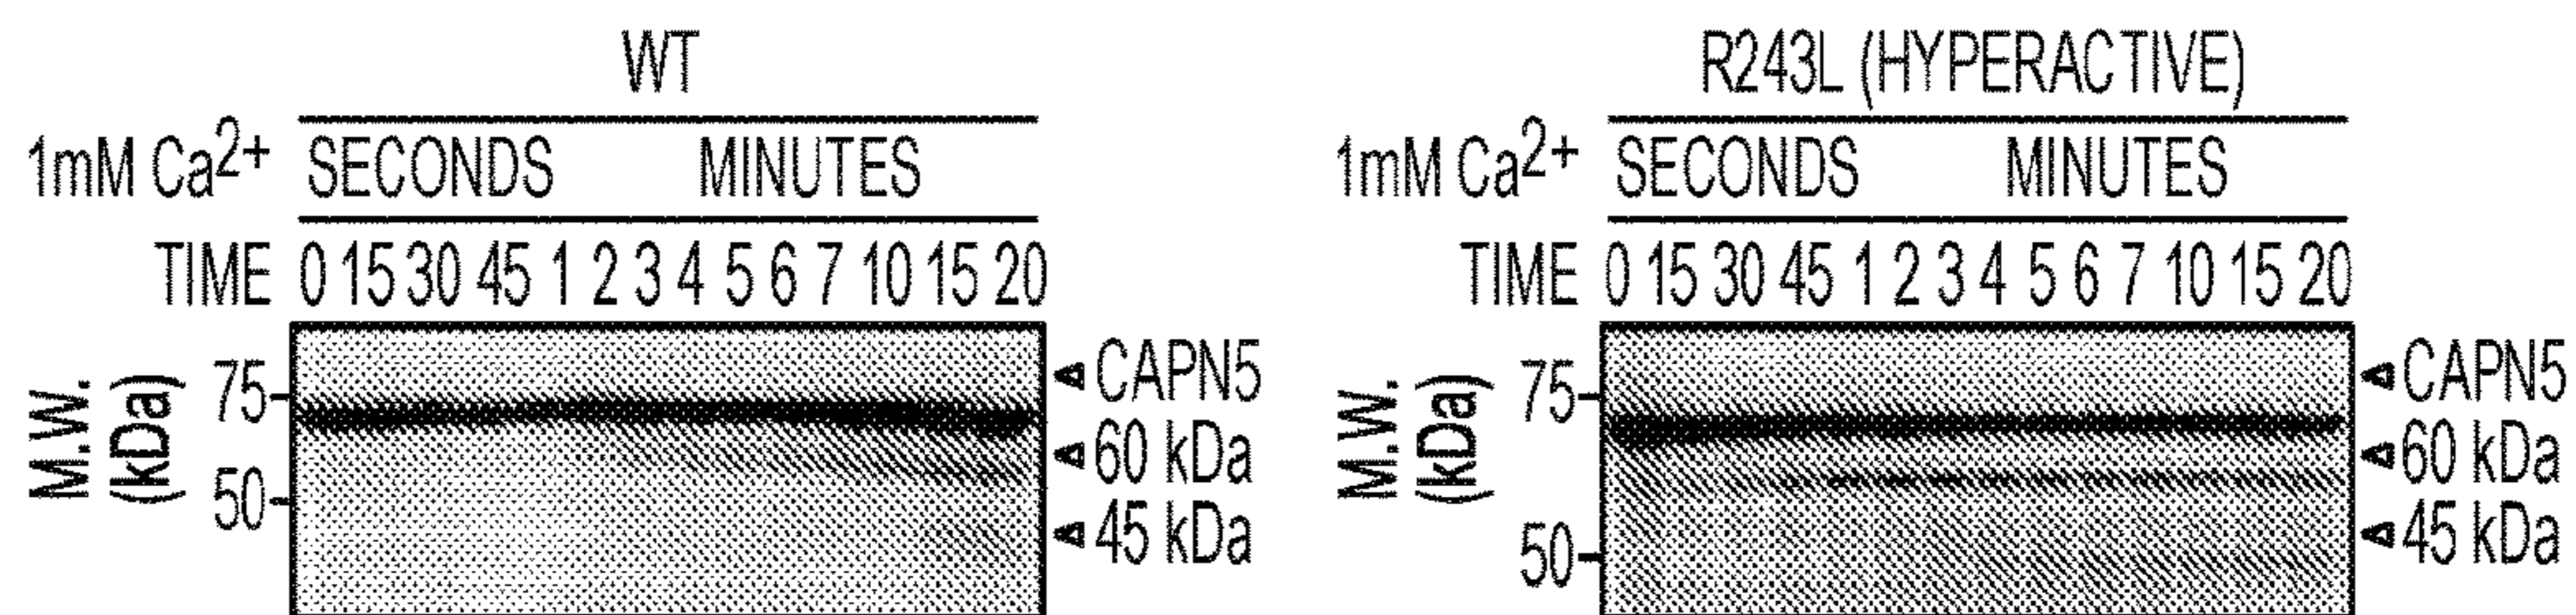 WT
1mM Ca2+ SECONDS MINUTES
TIME 0 15 30 45 1 2 3 4 5 6 7 10 15 20
M.W. (kDa)
75
50
CAPN5
60 kDa
45 kDa
R243L (HYPERACTIVE)
1mM Ca2+ SECONDS MINUTES
TIME 0 15 30 45 1 2 3 4 5 6 7 10 15 20
M.W. (kDa)
75
50
CAPN5
60 kDa
45 kDa